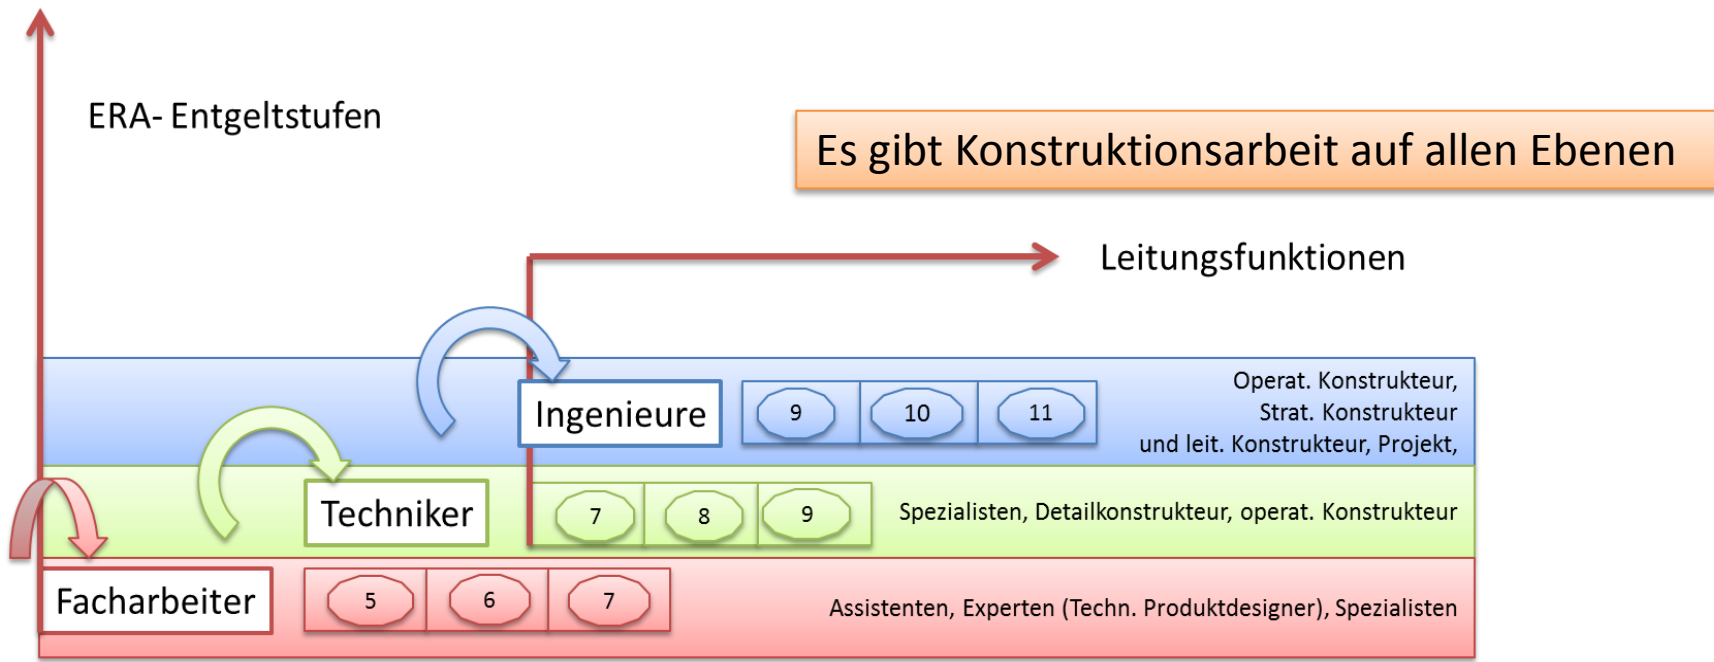 ERA- Entgeltstufen
Es gibt Konstruktionsarbeit auf allen Ebenen
Leitungsfunktionen
Ingenieure
9
10
11
Operat. Konstrukteur,
Strat. Konstrukteur
und leit. Konstrukteur, Projekt,
Techniker
7
8
9
Spezialisten, Detailkonstrukteur, operat. Konstrukteur
Facharbeiter
5
6
7
Assistenten, Experten (Techn. Produktdesigner), Spezialisten